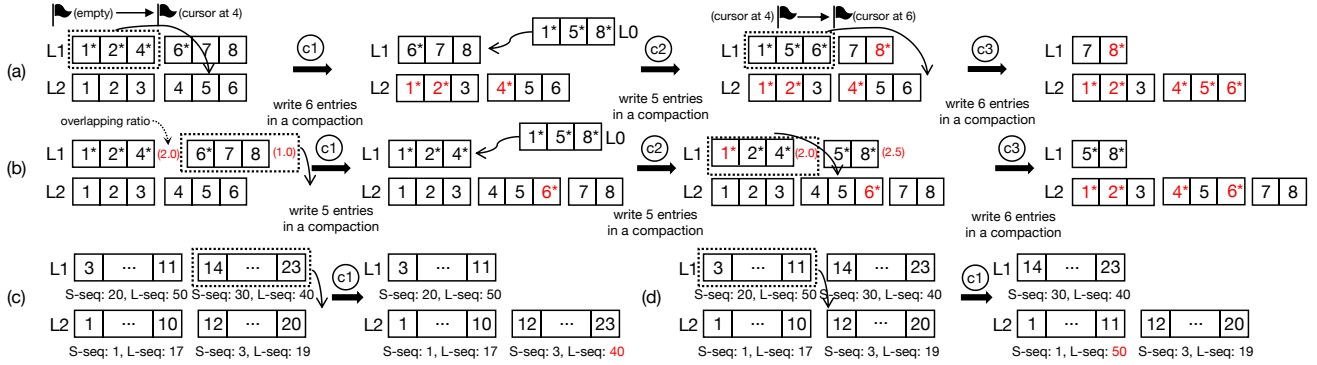 (empty) (cursor at 4) (cursor at 4) (cursor at 6)
(a)
L1 1* 2* 4* 6* 7 8 c1 6* 7 8 1* 5* 8* L0 c2 1* 5* 6* 7 8* c3 7 8*
L2 1 2 3 4 5 6 1* 2* 3 4* 5 6 1* 2* 3 4* 5 6 1* 2* 3 4* 5* 6*
write 6 entries in a compaction
write 5 entries in a compaction
write 6 entries in a compaction
overlapping ratio
(b)
L1 1* 2* 4* (2.0) 6* 7 8 (1.0) c1 1* 2* 4* 1* 5* 8* L0 c2 1* 2* 4* (2.0) 5* 8* (2.5) c3 5* 8*
L2 1 2 3 4 5 6 1 2 3 4 5 6* 7 8 1 2 3 4 5 6* 7 8 1* 2* 3 4* 5 6* 7 8
write 5 entries in a compaction
write 5 entries in a compaction
write 6 entries in a compaction
(c)
L1 3 ... 11 14 ... 23 c1 L1 3 ... 11
S-seq: 20, L-seq: 50 S-seq: 30, L-seq: 40 S-seq: 20, L-seq: 50
L2 1 ... 10 12 ... 20 L2 1 ... 10 12 ... 23
S-seq: 1, L-seq: 17 S-seq: 3, L-seq: 19 S-seq: 1, L-seq: 17 S-seq: 3, L-seq: 40
(d)
L1 3 ... 11 14 ... 23 c1 L1 14 ... 23
S-seq: 20, L-seq: 50 S-seq: 30, L-seq: 40 S-seq: 30, L-seq: 40
L2 1 ... 10 12 ... 20 L2 1 ... 11 12 ... 20
S-seq: 1, L-seq: 17 S-seq: 3, L-seq: 19 S-seq: 1, L-seq: 50 S-seq: 3, L-seq: 19